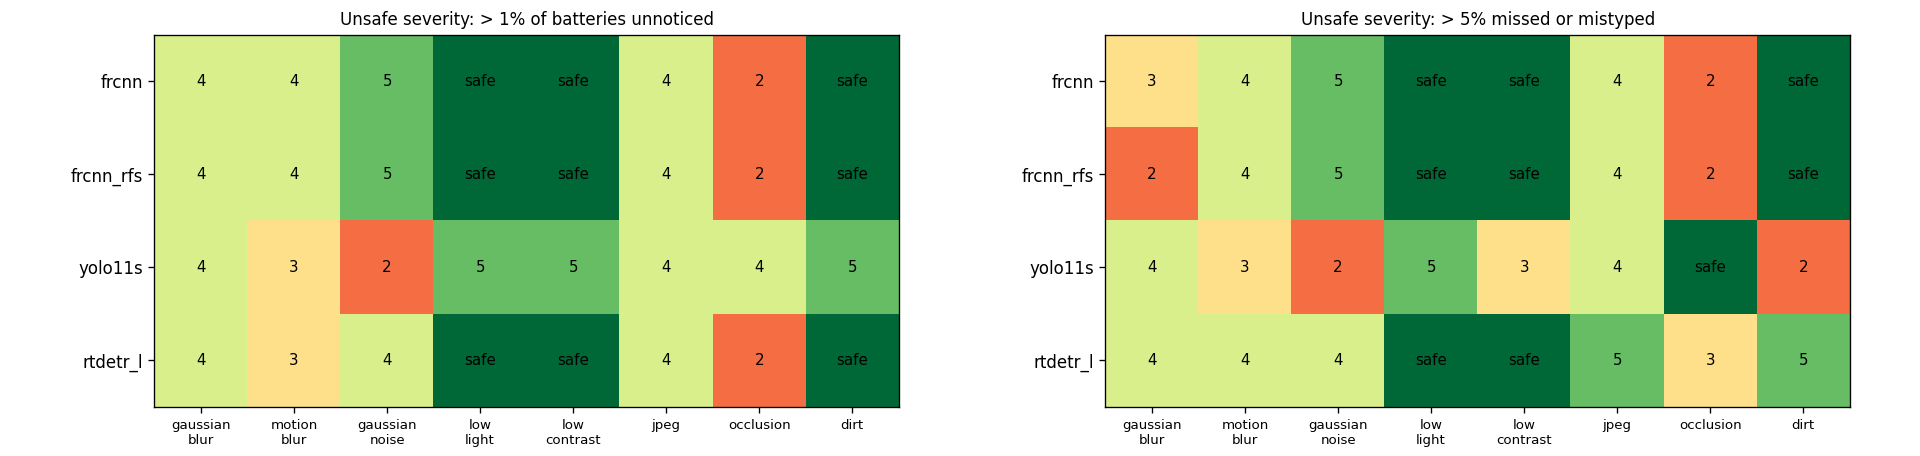 Unsafe severity: > 1% of batteries unnoticed
frcnn 4 4 5 safe safe 4 2 safe
frcnn_rfs 4 4 5 safe safe 4 2 safe
yolo11s 4 3 2 5 5 4 4 5
rtdetr_l 4 3 4 safe safe 4 2 safe
gaussian motion gaussian low low jpeg occlusion dirt
blur blur noise light contrast
Unsafe severity: > 5% missed or mistyped
frcnn 3 4 5 safe safe 4 2 safe
frcnn_rfs 2 4 5 safe safe 4 2 safe
yolo11s 4 3 2 5 3 4 safe 2
rtdetr_l 4 4 4 safe safe 5 3 5
gaussian motion gaussian low low jpeg occlusion dirt
blur blur noise light contrast